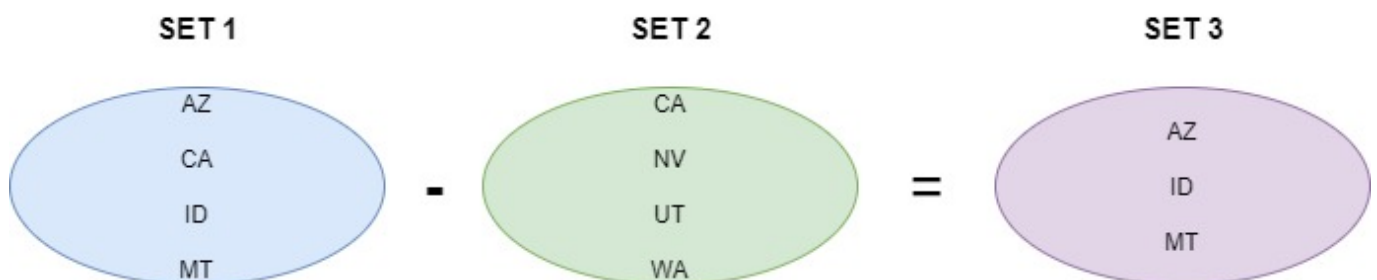 SET 1
AZ
CA
ID
MT
-
SET 2
CA
NV
UT
WA
=
SET 3
AZ
ID
MT